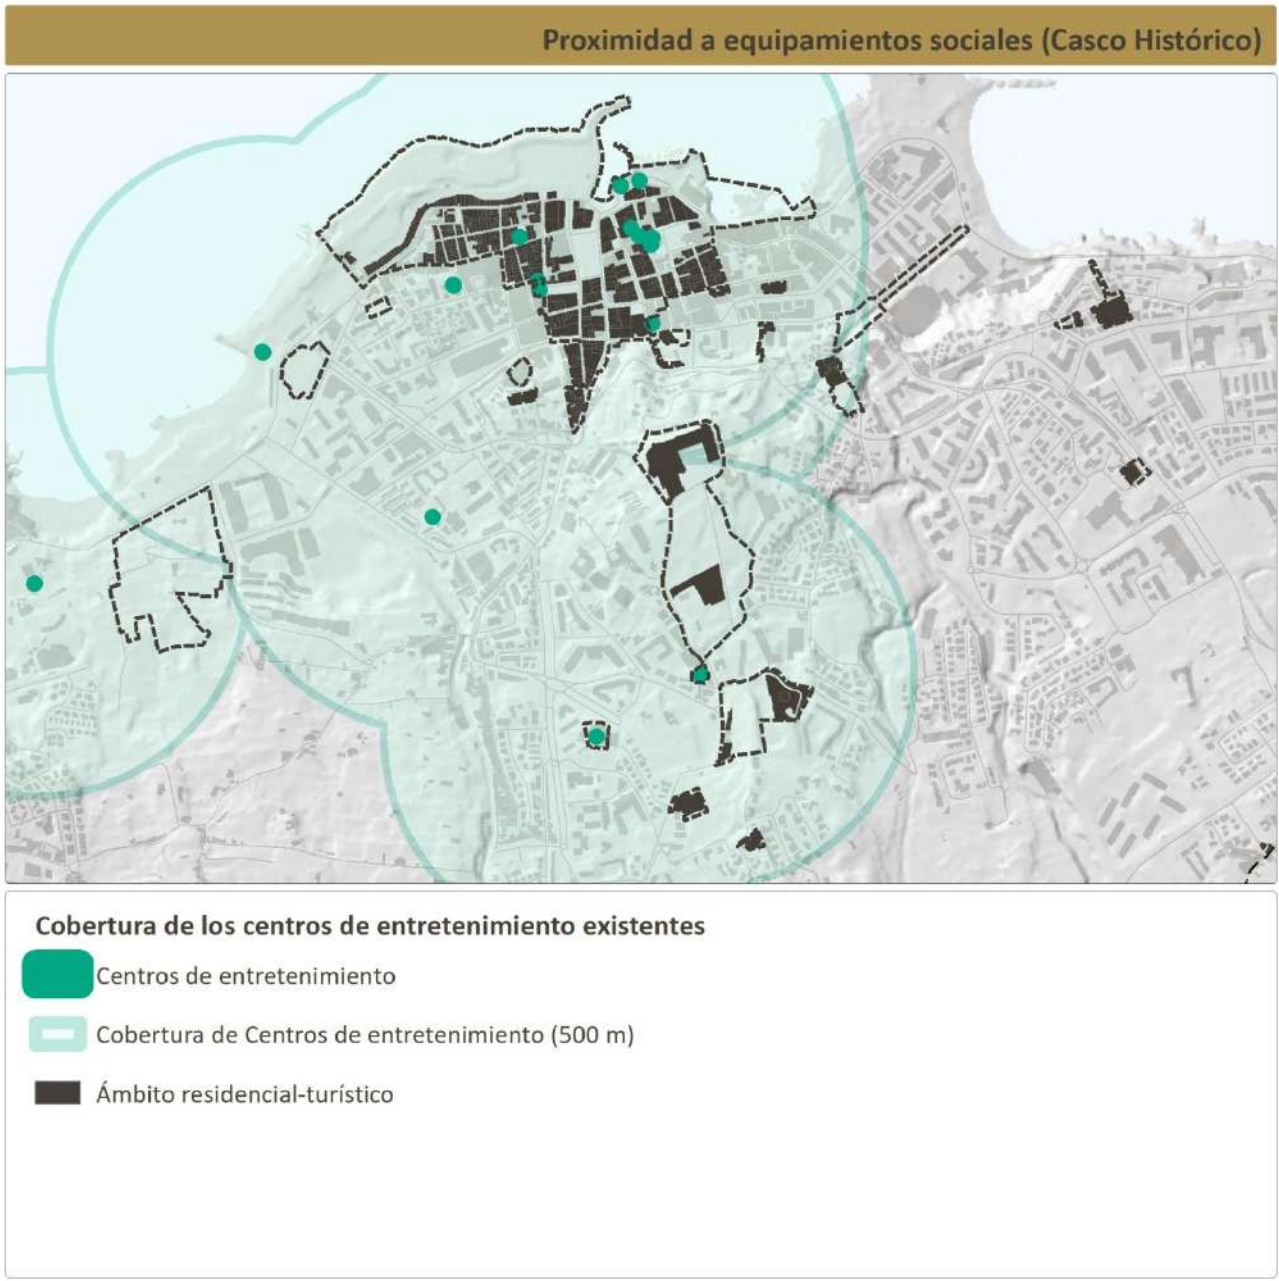 Proximidad a equipamientos sociales (Casco Histórico)
Cobertura de los centros de entretenimiento existentes
Centros de entretenimiento
Cobertura de Centros de entretenimiento (500 m)
Ámbito residencial-turístico